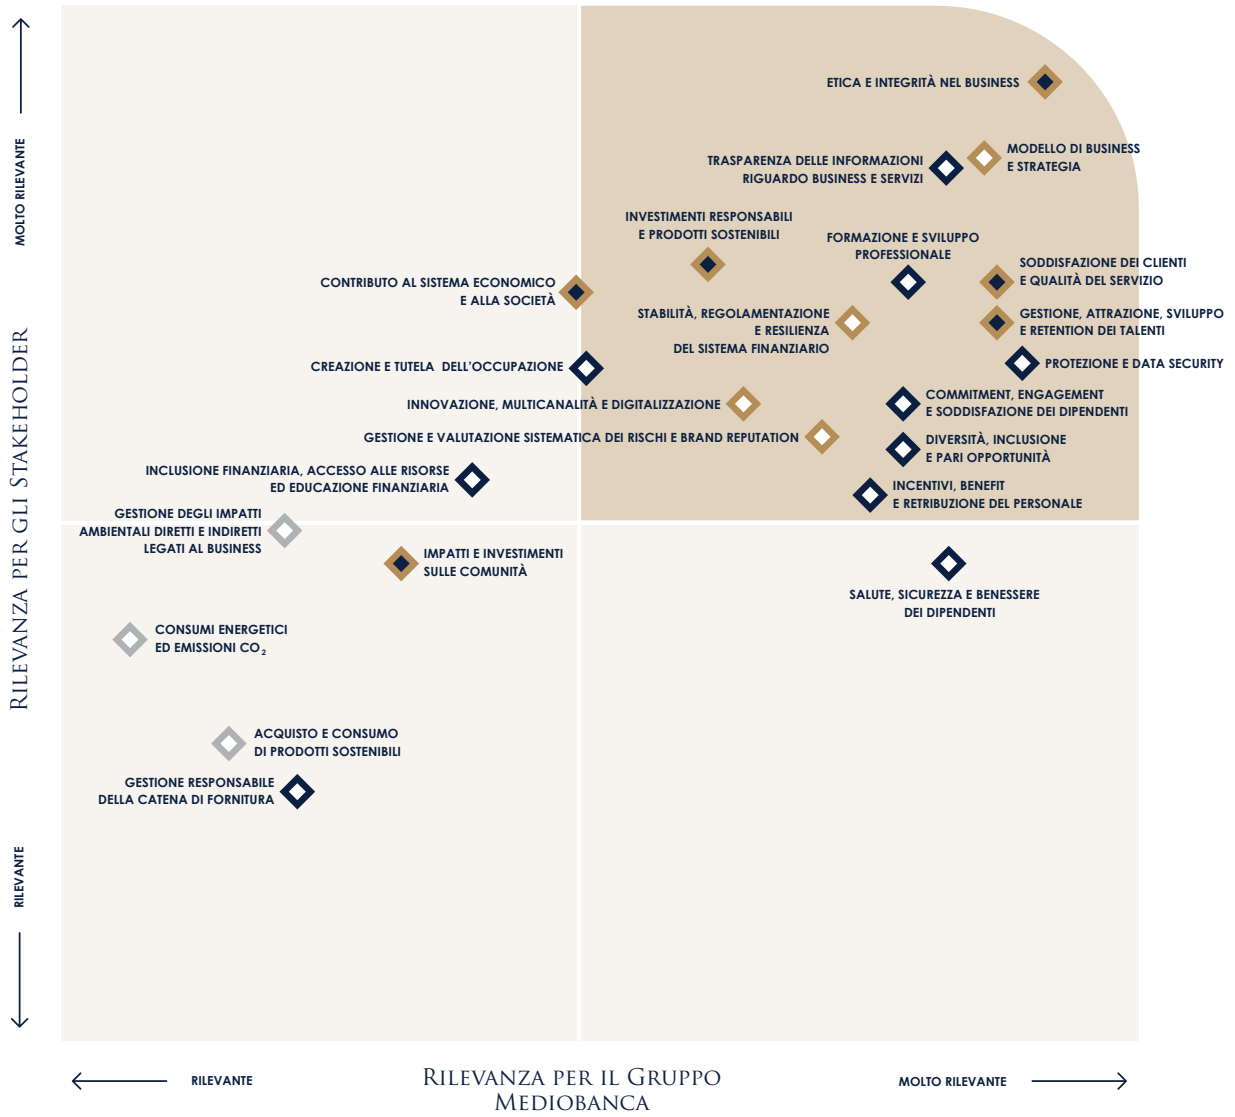 ETICA E INTEGRITÀ NEL BUSINESS
MODELLO DI BUSINESS
E STRATEGIA
TRASPARENZA DELLE INFORMAZIONI
RIGUARDO BUSINESS E SERVIZI
INVESTIMENTI RESPONSABILI
E PRODOTTI SOSTENIBILI
FORMAZIONE E SVILUPPO
PROFESSIONALE
SODDISFAZIONE DEI CLIENTI
E QUALITÀ DEL SERVIZIO
CONTRIBUTO AL SISTEMA ECONOMICO
E ALLA SOCIETÀ
STABILITÀ, REGOLAMENTAZIONE
E RESILIENZA
DEL SISTEMA FINANZIARIO
GESTIONE, ATTRAZIONE, SVILUPPO
E RETENTION DEI TALENTI
CREAZIONE E TUTELA DELL'OCCUPAZIONE
PROTEZIONE E DATA SECURITY
INNOVAZIONE, MULTICANALITÀ E DIGITALIZZAZIONE
COMMITMENT, ENGAGEMENT
E SODDISFAZIONE DEI DIPENDENTI
GESTIONE E VALUTAZIONE SISTEMATICA DEI RISCHI E BRAND REPUTATION
DIVERSITÀ, INCLUSIONE
E PARI OPPORTUNITÀ
INCLUSIONE FINANZIARIA, ACCESSO ALLE RISORSE
ED EDUCAZIONE FINANZIARIA
INCENTIVI, BENEFIT
E RETRIBUZIONE DEL PERSONALE
GESTIONE DEGLI IMPATTI
AMBIENTALI DIRETTI E INDIRETTI
LEGATI AL BUSINESS
IMPATTI E INVESTIMENTI
SULLE COMUNITÀ
SALUTE, SICUREZZA E BENESSERE
DEI DIPENDENTI
CONSUMI ENERGETICI
ED EMISSIONI CO₂
ACQUISTO E CONSUMO
DI PRODOTTI SOSTENIBILI
GESTIONE RESPONSABILE
DELLA CATENA DI FORNITURA
MOLTO RILEVANTE
RILEVANZA PER GLI STAKEHOLDER
RILEVANTE
RILEVANTE
RILEVANZA PER IL GRUPPO
MEDIOBANCA
MOLTO RILEVANTE